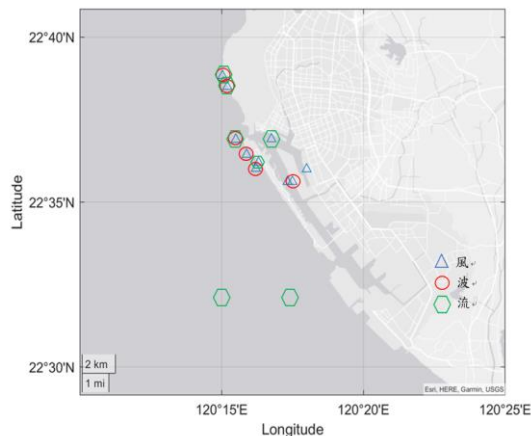 22°40'N
22°35'N
22°30'N
Latitude
風
波
流
2 km
1 mi
Esri, HERE, Garmin, USGS
120°15'E
120°20'E
120°25'E
Longitude